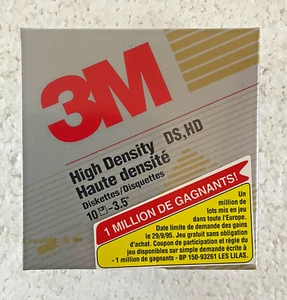 3M
High Density DS,HD
Haute densité
Diskettes/Disquettes
10 -3.5"
1 MILLION DE GAGNANTS!
Un
million de
lots mis en jeu
dans toute l'Europe.
Date limite de demande des gains
le 29/9/95. Jeu gratuit sans obligation
d'achat. Coupon de participation et règle du
jeu disponibles sur simple demande écrite à
- 1 million de gagnants - BP 150-93261 LES LILAS.